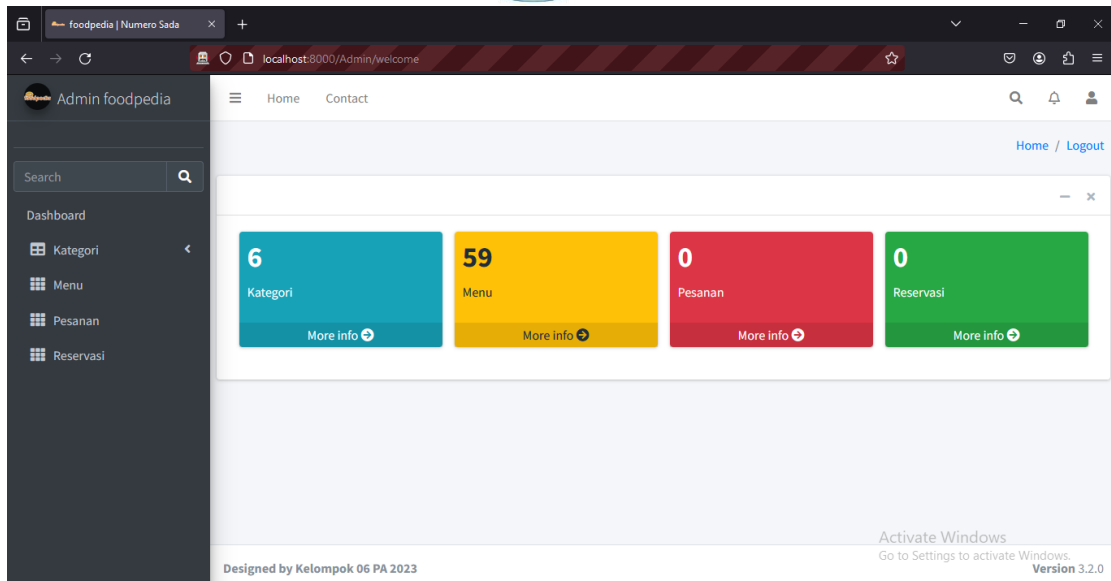 foodpedia | Numero Sada
localhost:8000/Admin/welcome
Admin foodpedia
Home Contact
Home / Logout
Search
Dashboard
Kategori
Menu
Pesanan
Reservasi
6
Kategori
More info
59
Menu
More info
0
Pesanan
More info
0
Reservasi
More info
Activate Windows
Go to Settings to activate Windows.
Designed by Kelompok 06 PA 2023
Version 3.2.0